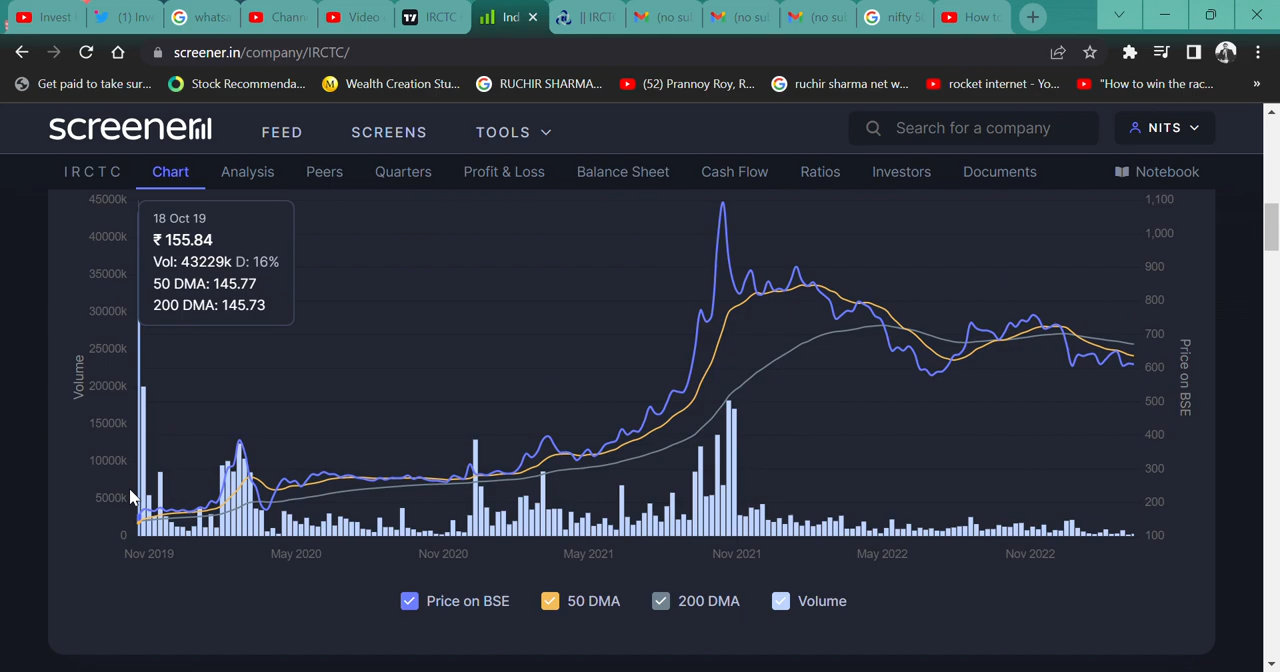 Invest
(1) Inve
whatsa
Chann
Video
IRCTC
Ind
|| IRCTC
(no su
(no su
(no su
nifty 50
How to
screener.in/company/IRCTC/
Get paid to take sur...
Stock Recommenda...
Wealth Creation Stu...
RUCHIR SHARMA...
(52) Prannoy Roy, R...
ruchir sharma net w...
rocket internet - Yo...
"How to win the rac...
»
screener
FEED
SCREENS
TOOLS
Search for a company
NITS
I R C T C
Chart
Analysis
Peers
Quarters
Profit & Loss
Balance Sheet
Cash Flow
Ratios
Investors
Documents
Notebook
45000k
40000k
35000k
30000k
25000k
20000k
15000k
10000k
5000k
0
Volume
18 Oct 19
₹ 155.84
Vol: 43229k D: 16%
50 DMA: 145.77
200 DMA: 145.73
1,100
1,000
900
800
700
600
500
400
300
200
100
Price on BSE
Nov 2019
May 2020
Nov 2020
May 2021
Nov 2021
May 2022
Nov 2022
Price on BSE
50 DMA
200 DMA
Volume